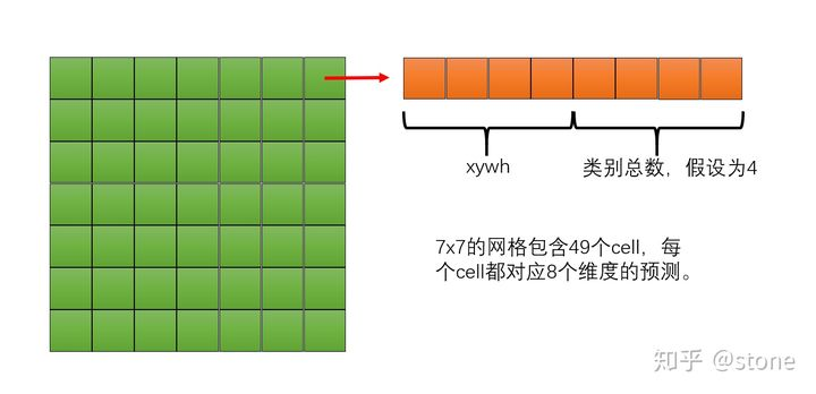 xywh
类别总数，假设为4
7x7的网格包含49个cell，每
个cell都对应8个维度的预测。
知乎 @stone